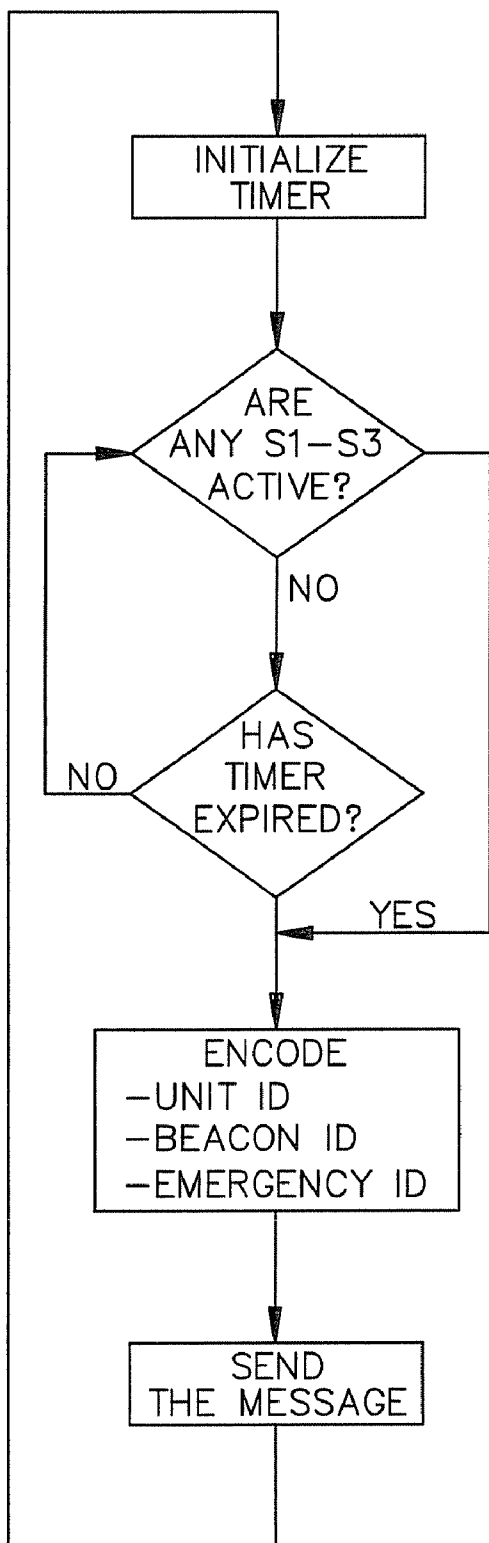 INITIALIZE
TIMER
ARE
ANY S1-S3
ACTIVE?
NO
HAS
TIMER
EXPIRED?
NO
YES
ENCODE
-UNIT ID
-BEACON ID
-EMERGENCY ID
SEND
THE MESSAGE